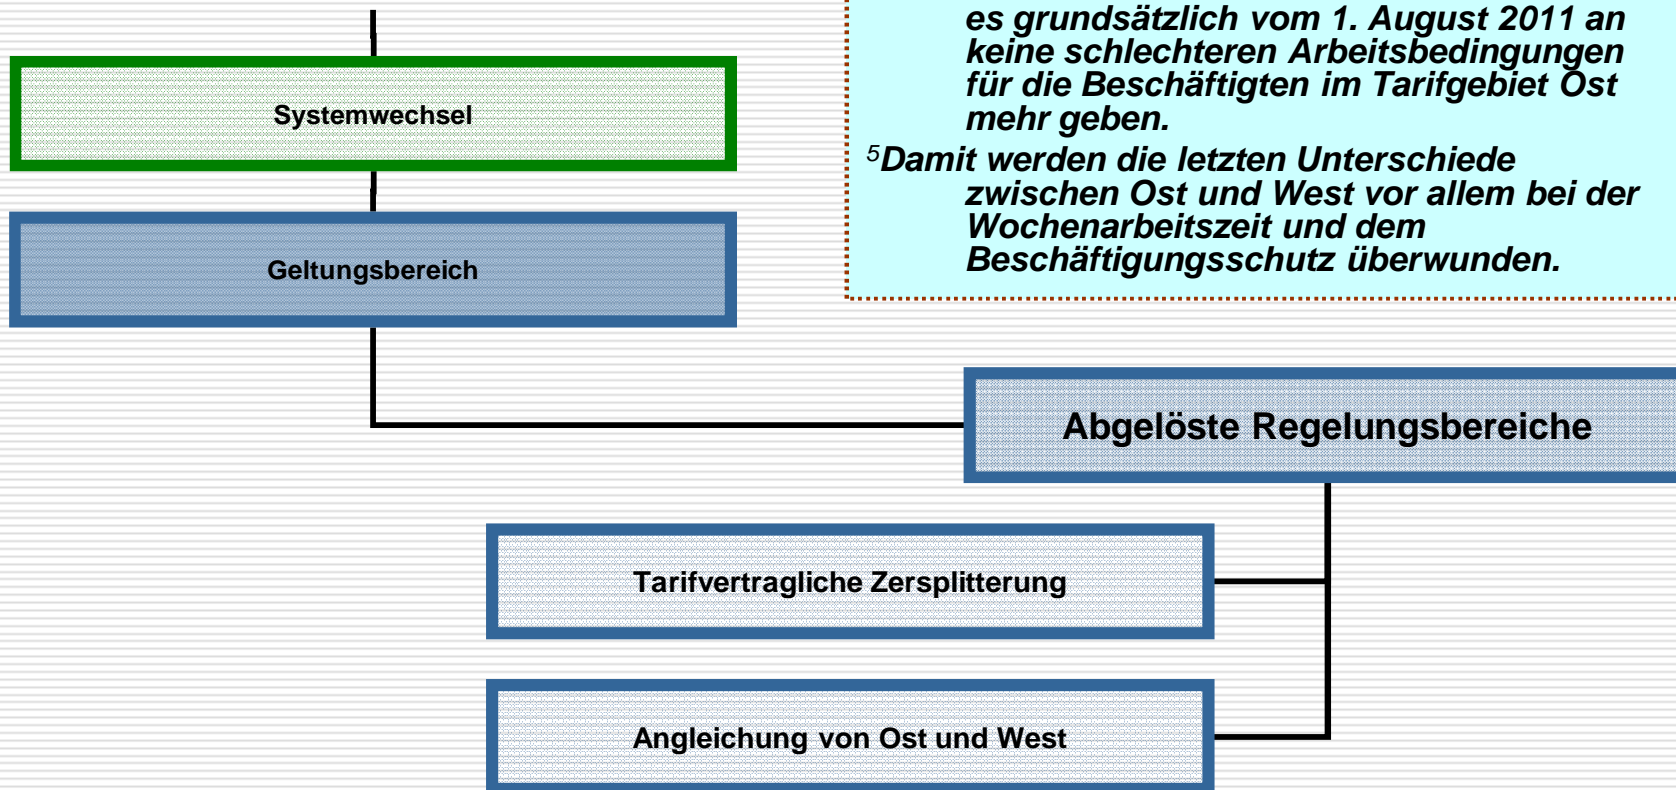 es grundsätzlich vom 1. August 2011 an
keine schlechteren Arbeitsbedingungen
für die Beschäftigten im Tarifgebiet Ost
mehr geben.
⁵Damit werden die letzten Unterschiede
zwischen Ost und West vor allem bei der
Wochenarbeitszeit und dem
Beschäftigungsschutz überwunden.
Systemwechsel
Geltungsbereich
Abgelöste Regelungsbereiche
Tarifvertragliche Zersplitterung
Angleichung von Ost und West